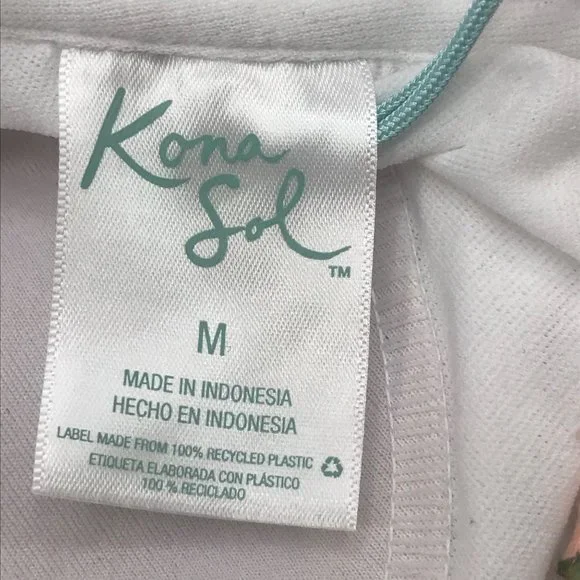 Kona
Sol
™
M
MADE IN INDONESIA
HECHO EN INDONESIA
LABEL MADE FROM 100% RECYCLED PLASTIC
ETIQUETA ELABORADA CON PLÁSTICO
100 % RECICLADO